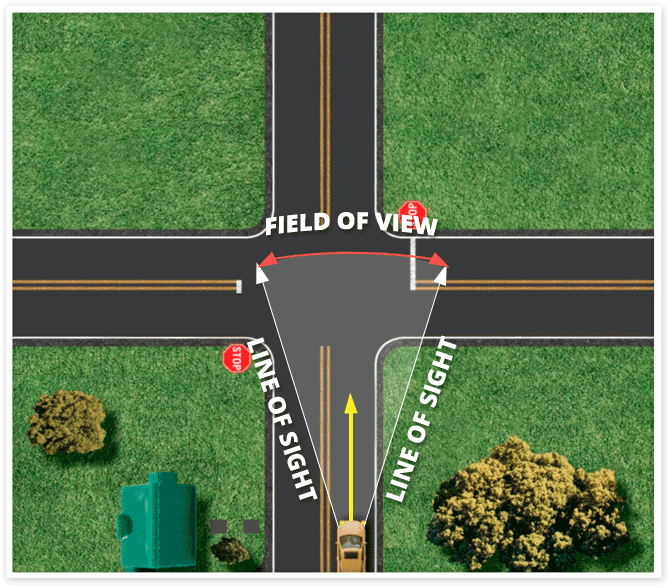 STOP
FIELD OF VIEW
STOP
LINE OF SIGHT
LINE OF SIGHT